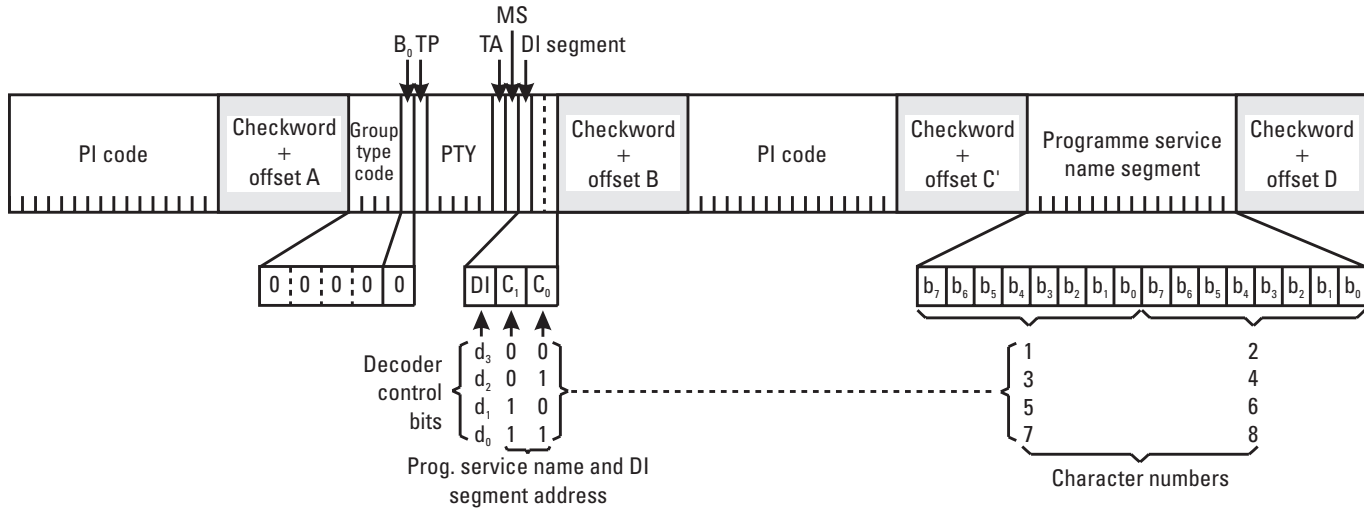 MS
B₀ TP TA DI segment
PI code
Checkword + offset A
Group type code
PTY
Checkword + offset B
PI code
Checkword + offset C'
Programme service name segment
Checkword + offset D
0 0 0 0 0
DI C₁ C₀
b₇ b₆ b₅ b₄ b₃ b₂ b₁ b₀ b₇ b₆ b₅ b₄ b₃ b₂ b₁ b₀
Decoder control bits
d₃ 0 0
d₂ 0 1
d₁ 1 0
d₀ 1 1
1 2
3 4
5 6
7 8
Prog. service name and DI
segment address
Character numbers